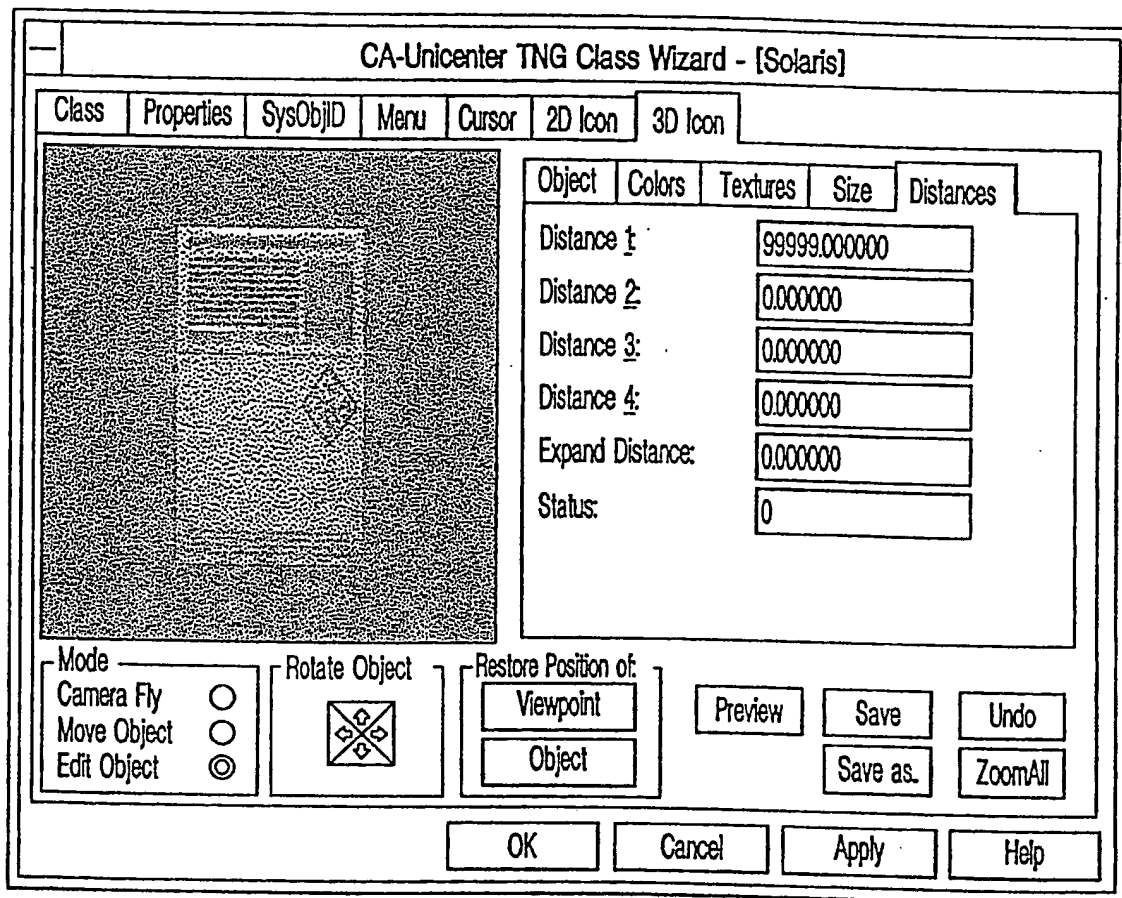 CA-Unicenter TNG Class Wizard - [Solaris]
Class Properties SysObjID Menu Cursor 2D Icon 3D Icon
Object Colors Textures Size Distances
Distance 1: 99999.000000
Distance 2: 0.000000
Distance 3: 0.000000
Distance 4: 0.000000
Expand Distance: 0.000000
Status: 0
Mode
Camera Fly
Move Object
Edit Object
Rotate Object
Restore Position of:
Viewpoint
Object
Preview Save Undo
Save as.. ZoomAll
OK Cancel Apply Help